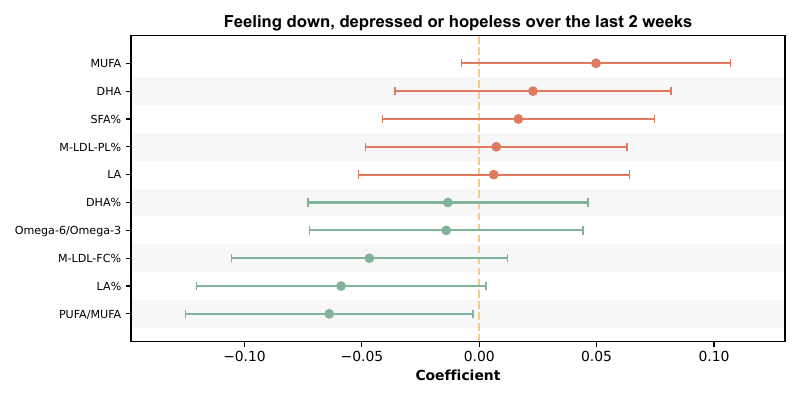 Feeling down, depressed or hopeless over the last 2 weeks
MUFA
DHA
SFA%
M-LDL-PL%
LA
DHA%
Omega-6/Omega-3
M-LDL-FC%
LA%
PUFA/MUFA
−0.10 −0.05 0.00 0.05 0.10
Coefficient